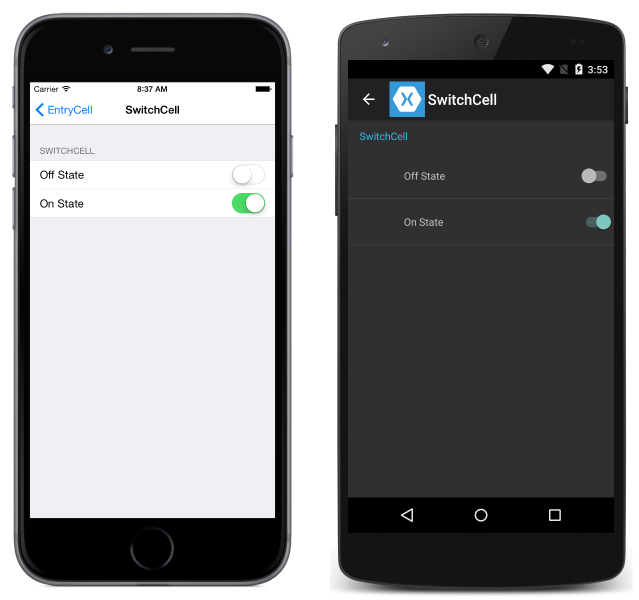 Carrier 8:37 AM
EntryCell SwitchCell
SWITCHCELL
Off State
On State
3:53
SwitchCell
SwitchCell
Off State
On State